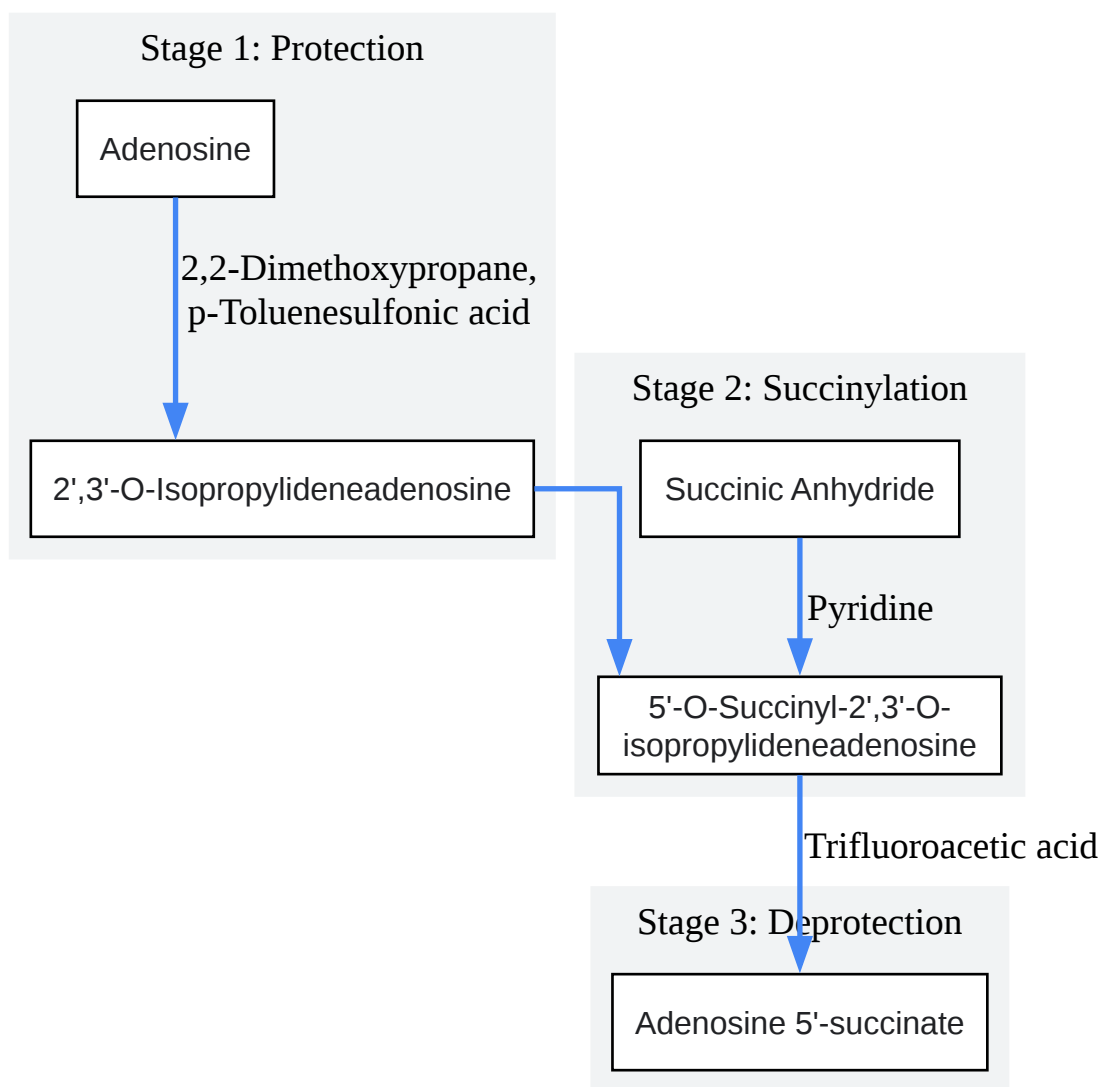 Stage 1: Protection
Adenosine
2,2-Dimethoxypropane,
p-Toluenesulfonic acid
2',3'-O-Isopropylideneadenosine
Stage 2: Succinylation
Succinic Anhydride
Pyridine
5'-O-Succinyl-2',3'-O-
isopropylideneadenosine
Trifluoroacetic acid
Stage 3: Deprotection
Adenosine 5'-succinate